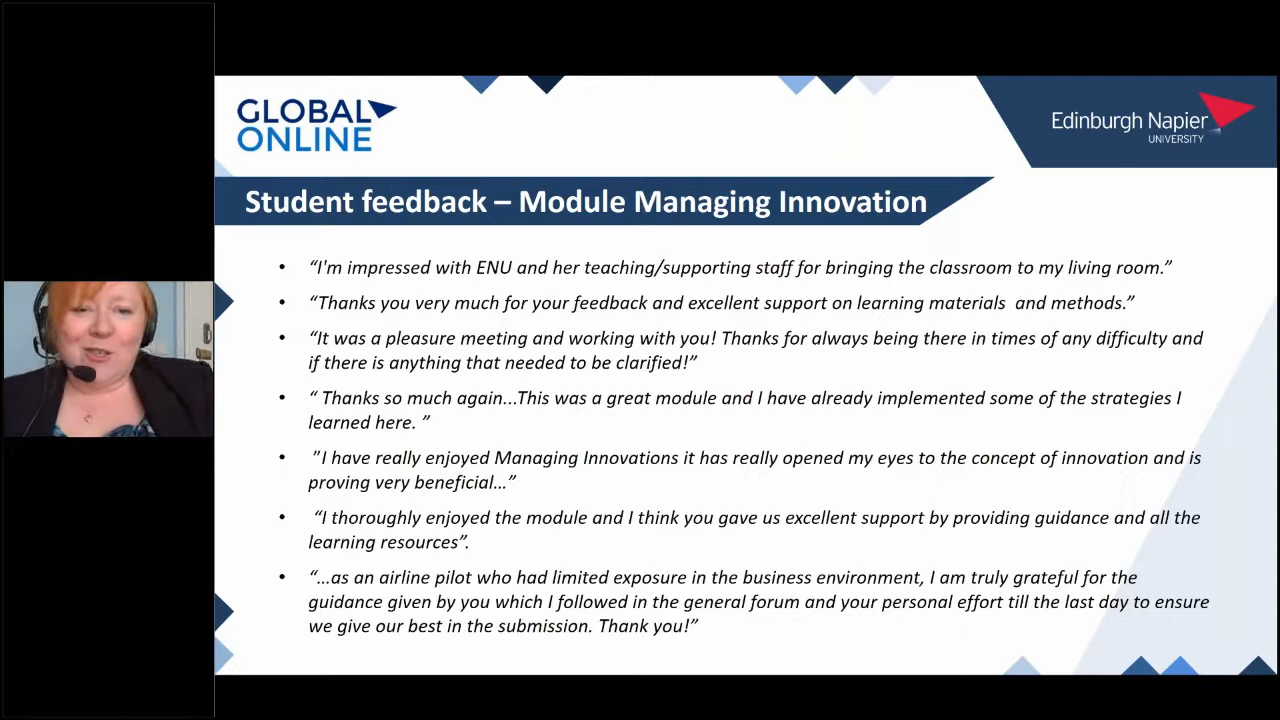 GLOBAL
ONLINE
Edinburgh Napier
UNIVERSITY
Student feedback – Module Managing Innovation
• “I'm impressed with ENU and her teaching/supporting staff for bringing the classroom to my living room.”
• “Thanks you very much for your feedback and excellent support on learning materials  and methods.”
• “It was a pleasure meeting and working with you! Thanks for always being there in times of any difficulty and
if there is anything that needed to be clarified!”
• “ Thanks so much again...This was a great module and I have already implemented some of the strategies I
learned here. ”
• ”I have really enjoyed Managing Innovations it has really opened my eyes to the concept of innovation and is
proving very beneficial…”
• “I thoroughly enjoyed the module and I think you gave us excellent support by providing guidance and all the
learning resources”.
• “…as an airline pilot who had limited exposure in the business environment, I am truly grateful for the
guidance given by you which I followed in the general forum and your personal effort till the last day to ensure
we give our best in the submission. Thank you!”